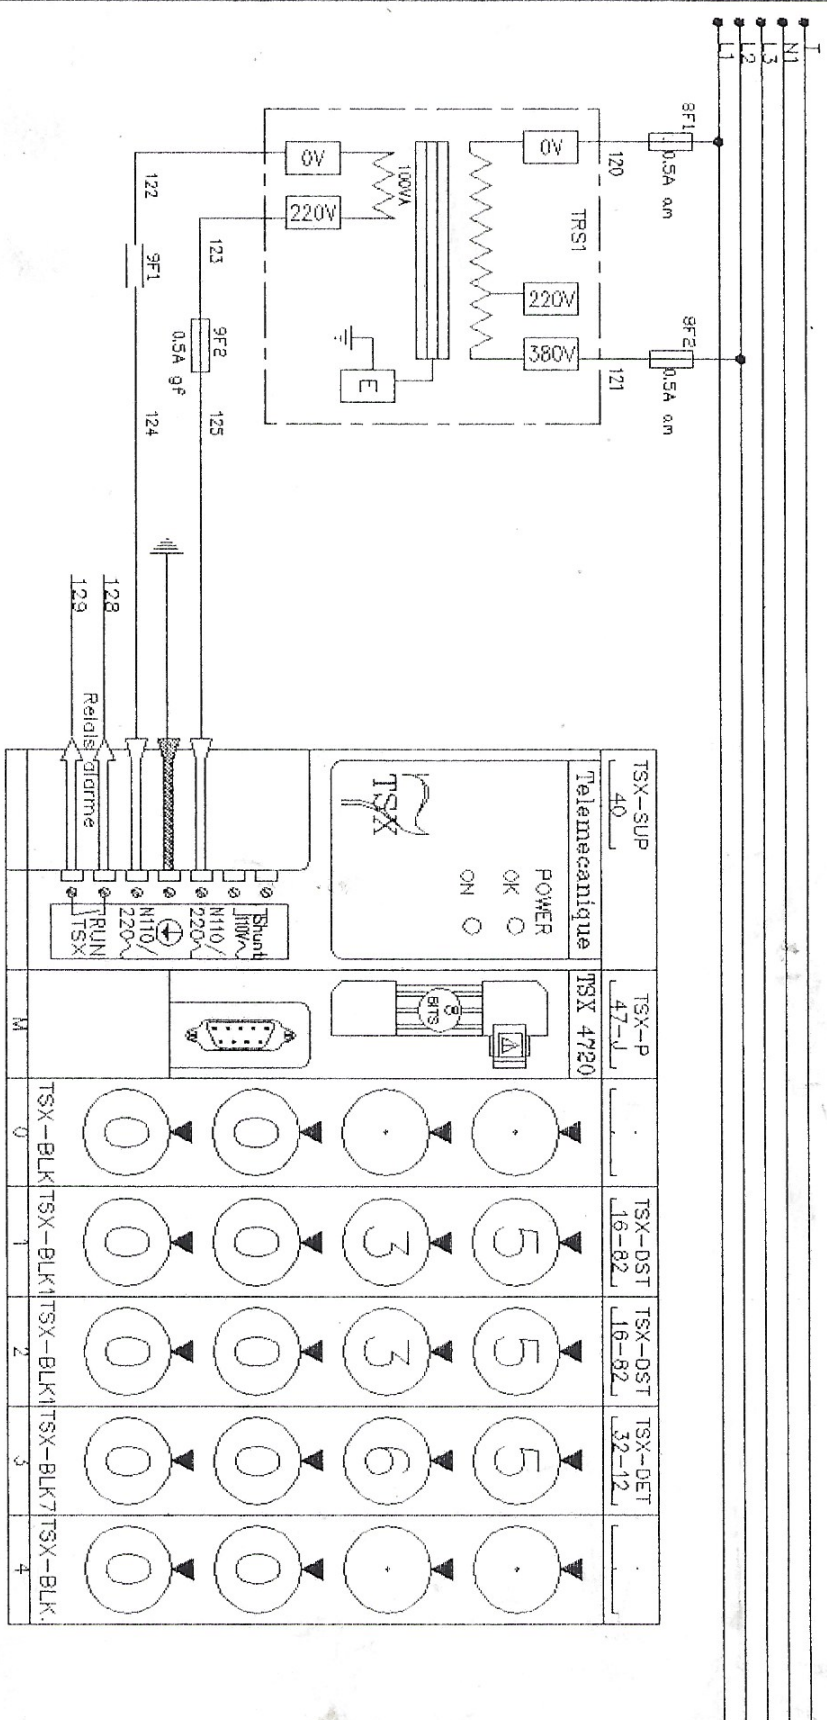 T
N1
L3
L2
L1
8F1
0.5A am
8F2
0.5A am
120
121
TRS1
0V
220V
380V
100VA
0V
220V
E
122
123
9F1
9F2
0.5A gf
124
125
128
129
Relais alarme
TSX-SUP
40
TSX-P
47-J
TSX-DST
16-82
TSX-DST
16-82
TSX-DET
32-12
Telemecanique
TSX 4720
TSX
POWER
OK
ON
BITS
Shunt
110V~
N110/
220~
N110/
220~
RUN
TSX
5
5
5
3
3
6
0
0
0
0
0
0
0
0
0
0
TSX-BLK
TSX-BLK1
TSX-BLK1
TSX-BLK7
TSX-BLK.
M
0
1
2
3
4